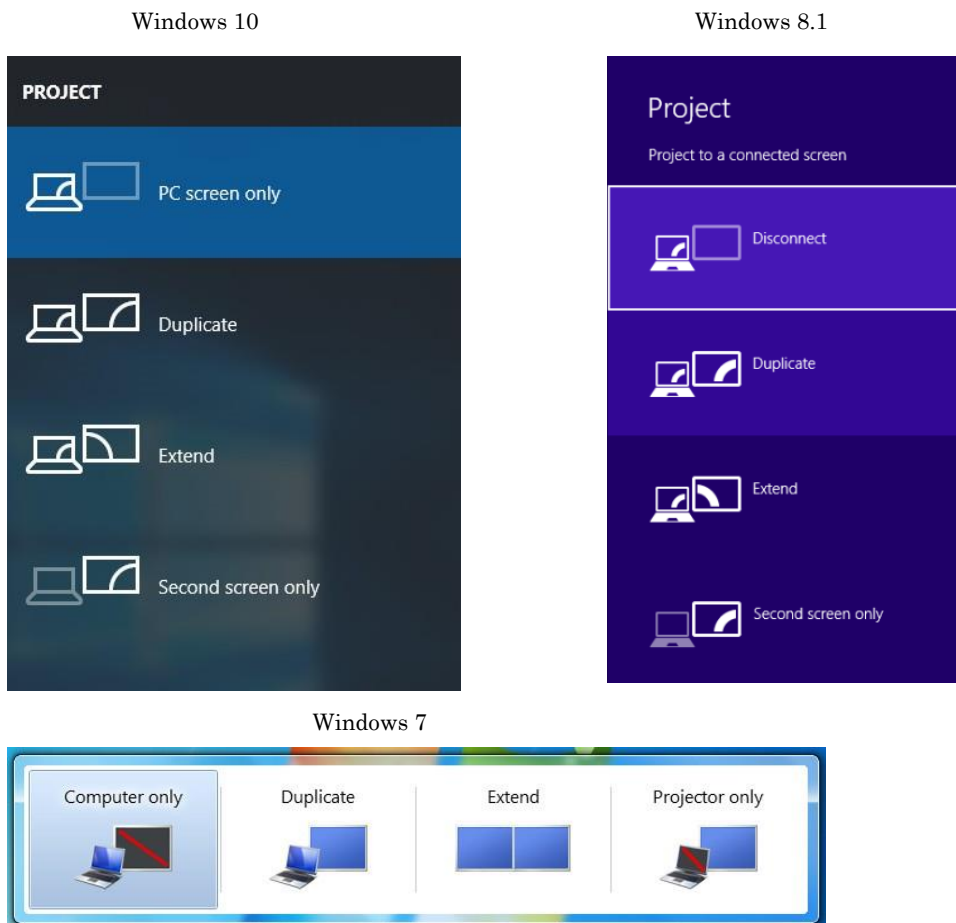 Windows 10
PROJECT
PC screen only
Duplicate
Extend
Second screen only
Windows 8.1
Project
Project to a connected screen
Disconnect
Duplicate
Extend
Second screen only
Windows 7
Computer only
Duplicate
Extend
Projector only